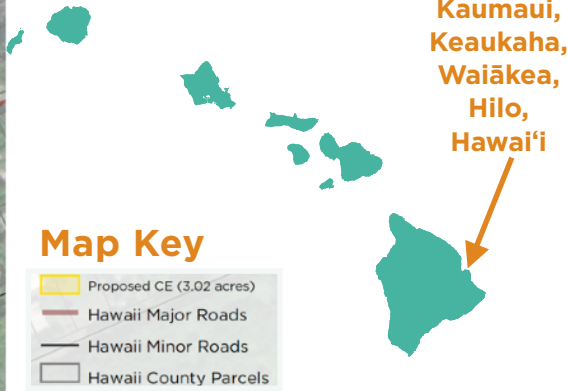 Kaumaui,
Keaukaha,
Waiākea,
Hilo,
Hawaiʻi
Map Key
Proposed CE (3.02 acres)
Hawaii Major Roads
Hawaii Minor Roads
Hawaii County Parcels